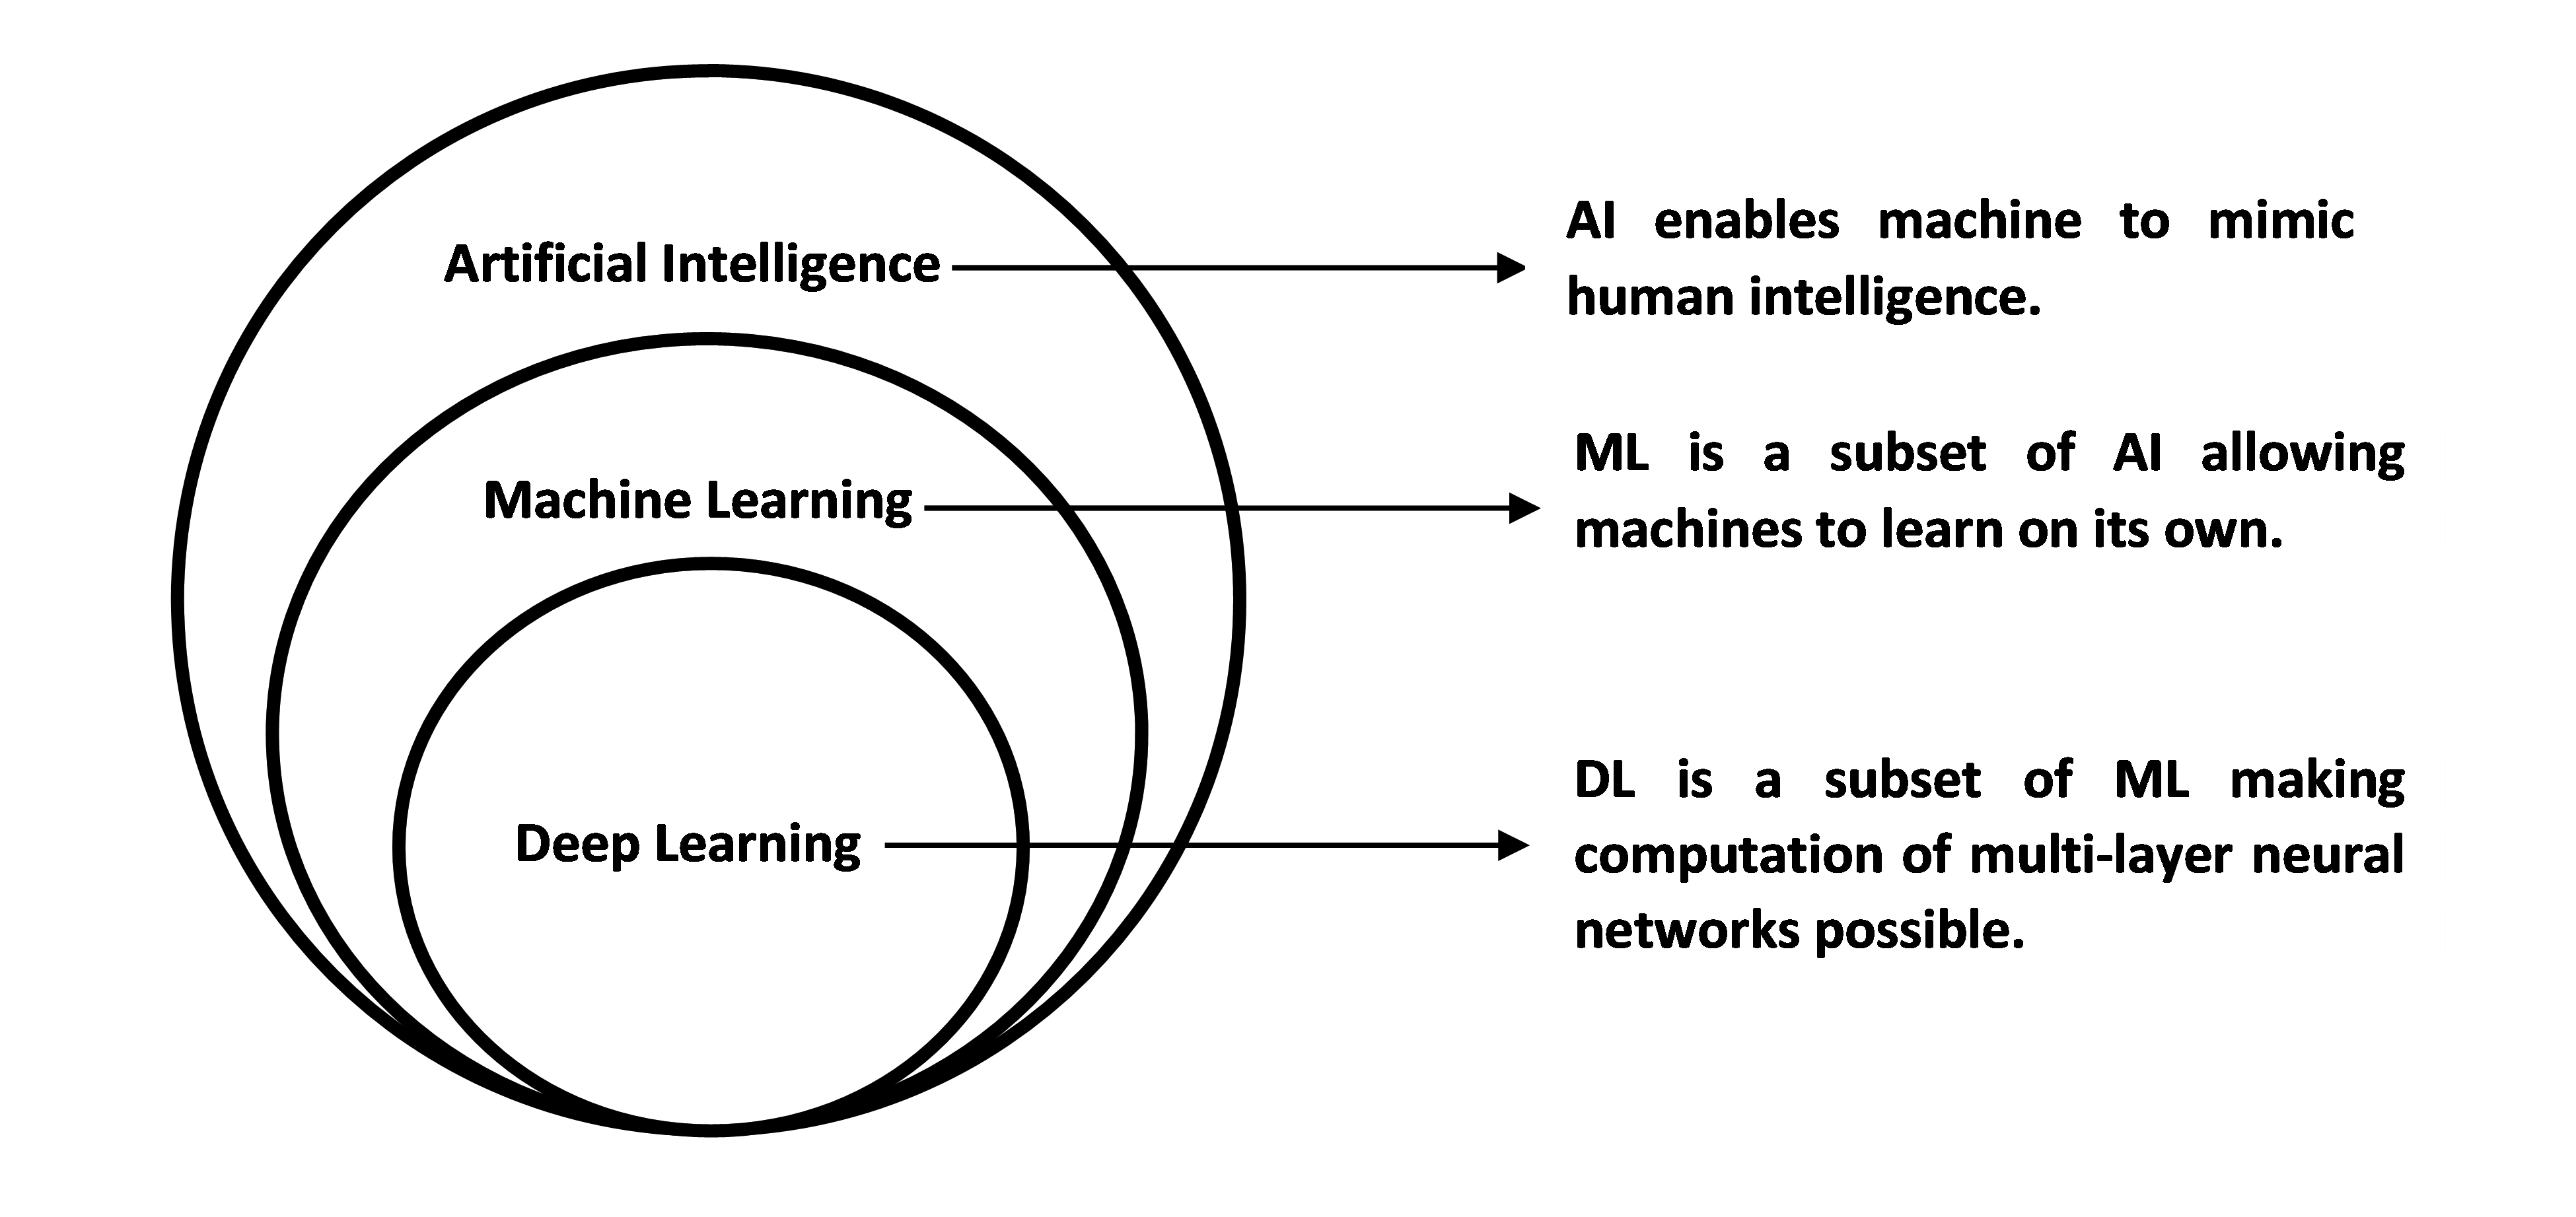 Artificial Intelligence
AI enables machine to mimic
human intelligence.
Machine Learning
ML is a subset of AI allowing
machines to learn on its own.
Deep Learning
DL is a subset of ML making
computation of multi-layer neural
networks possible.